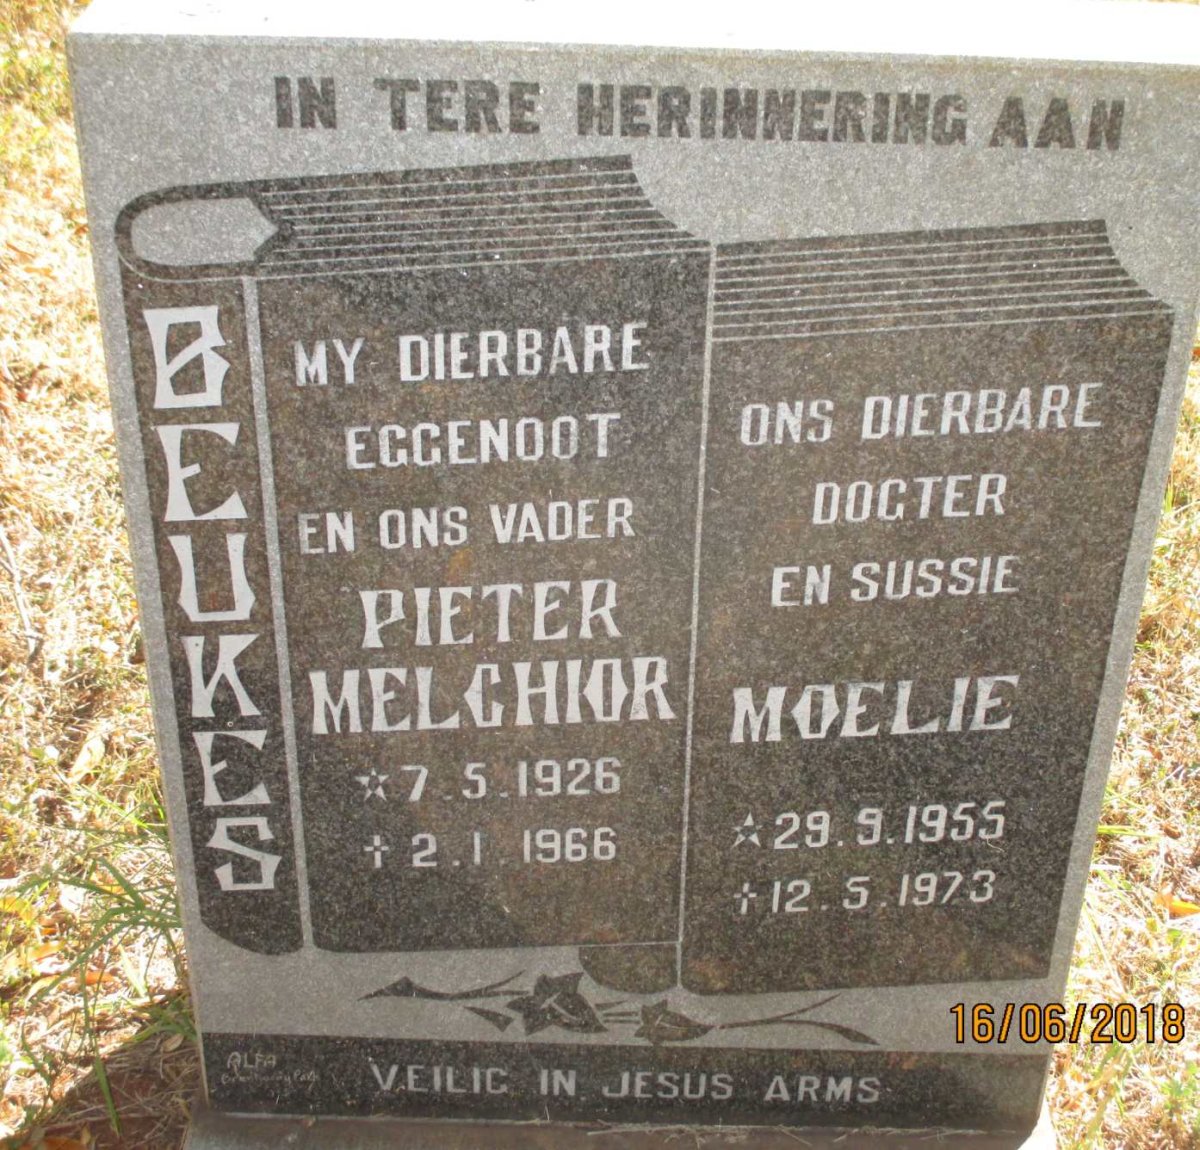 IN TERE HERINNERING AAN
BEUKES
MY DIERBARE
EGGENOOT
EN ONS VADER
PIETER
MELCHIOR
☆7.5.1926
†2.1.1966
ONS DIERBARE
DOGTER
EN SUSSIE
MOELIE
☆29.9.1955
†12.5.1973
VEILIG IN JESUS ARMS
ALFA
16/06/2018